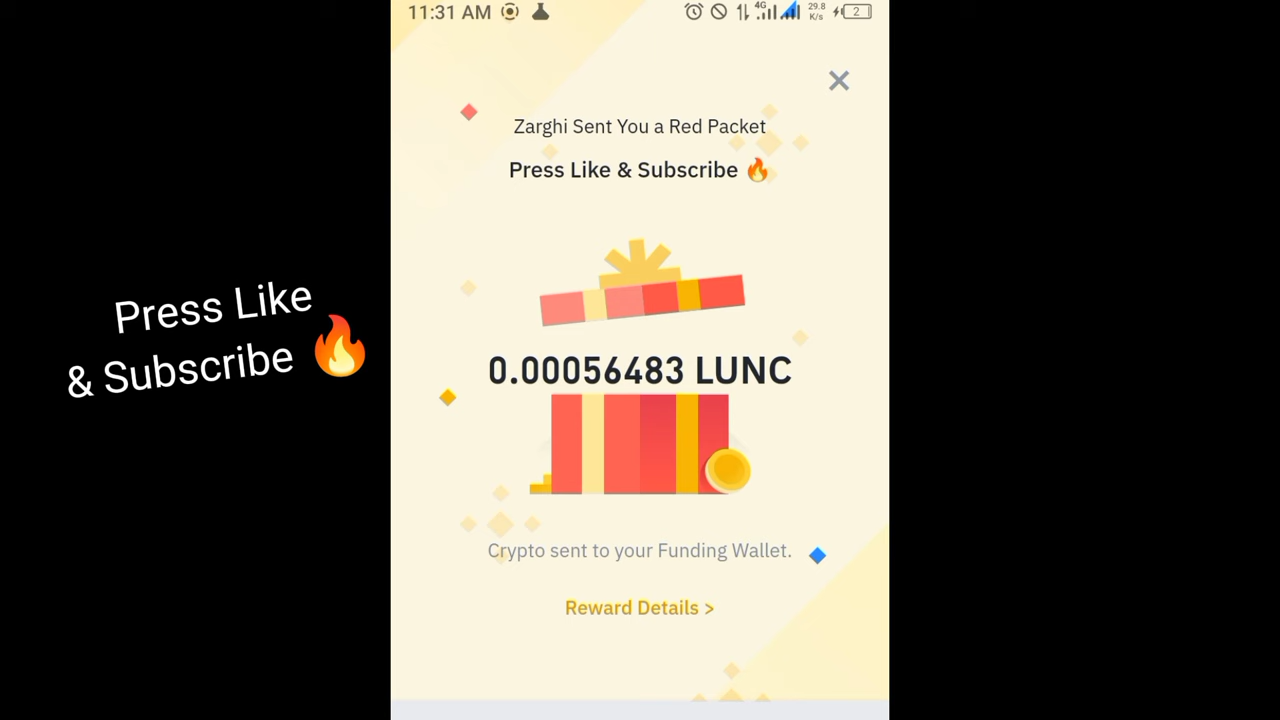 11:31 AM
4G
29.8
K/s
2
Zarghi Sent You a Red Packet
Press Like & Subscribe 🔥
Press Like
& Subscribe 🔥
0.00056483 LUNC
Crypto sent to your Funding Wallet.
Reward Details >